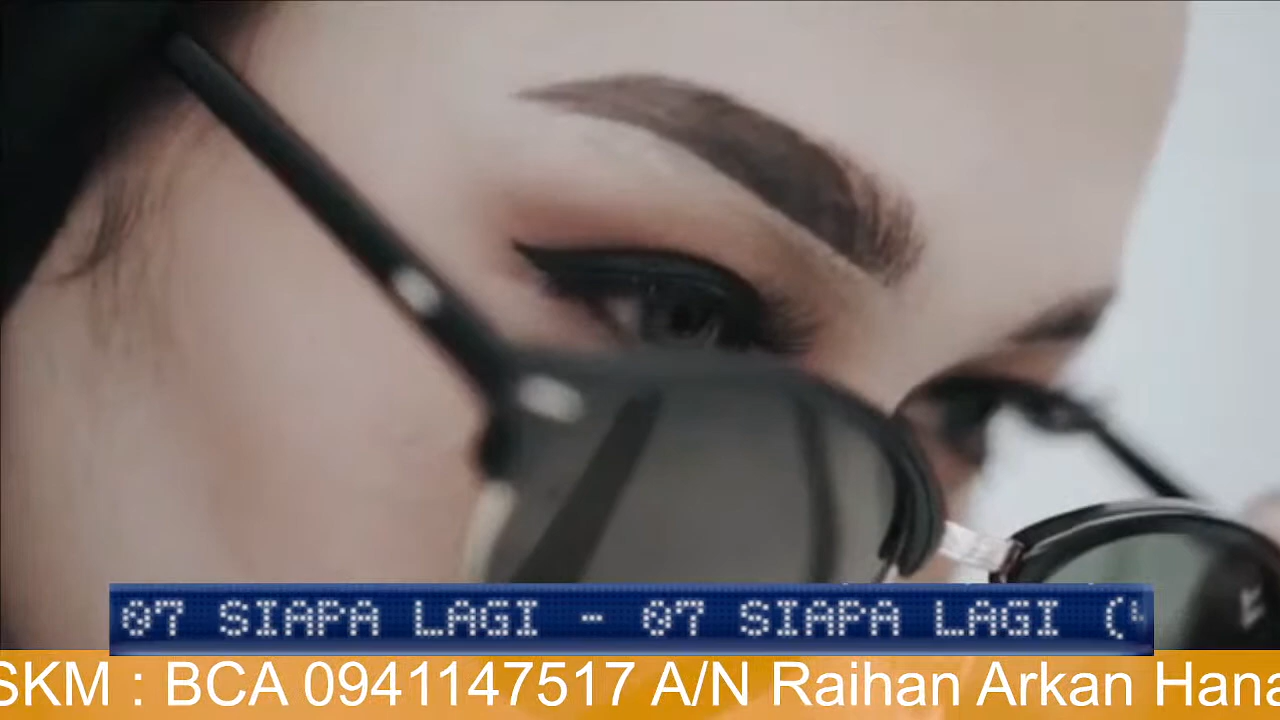 07 SIAPA LAGI - 07 SIAPA LAGI (
SKM : BCA 0941147517 A/N Raihan Arkan Hana